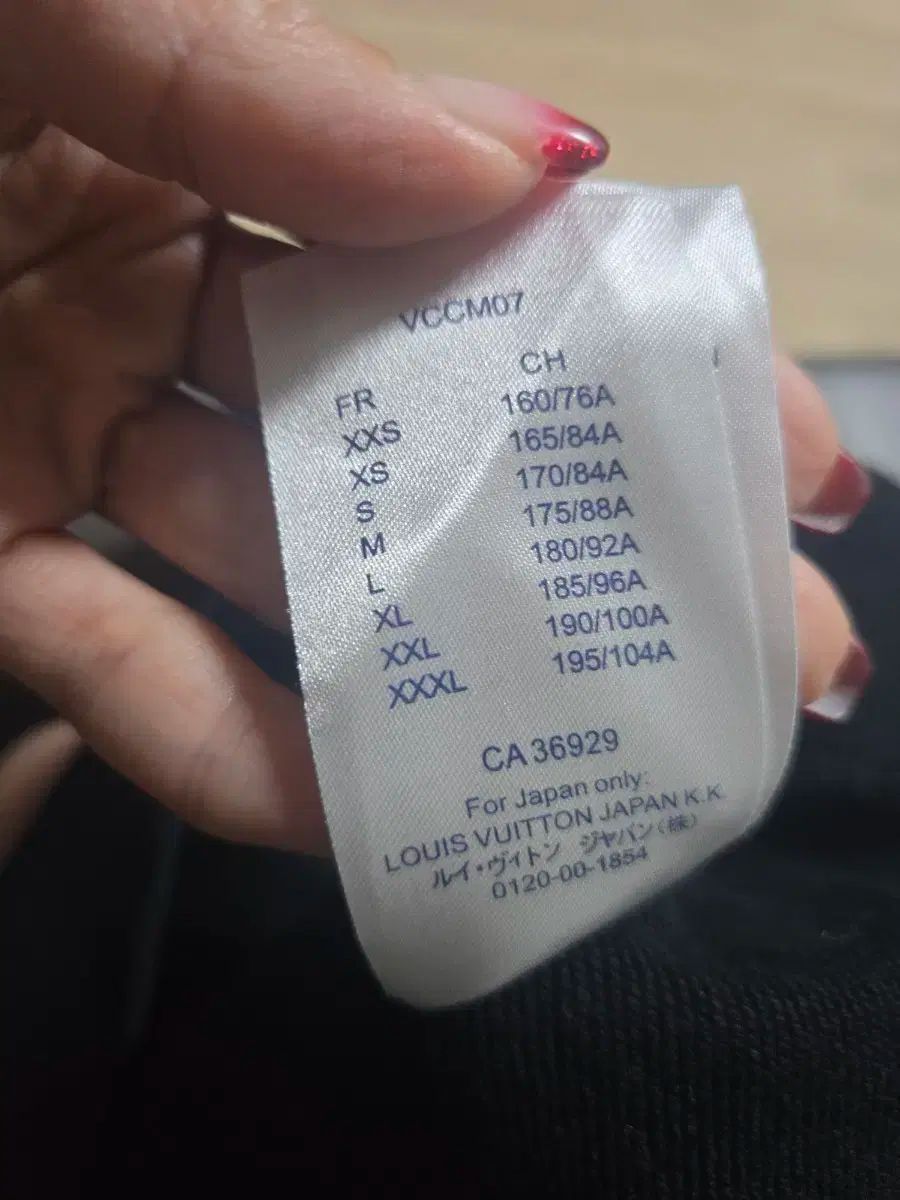 VCCM07
FR CH
XXS 160/76A
XS 165/84A
S 170/84A
M 175/88A
L 180/92A
XL 185/96A
XXL 190/100A
XXXL 195/104A
CA 36929
For Japan only:
LOUIS VUITTON JAPAN K.K.
ルイ・ヴィトン ジャパン(株)
0120-00-1854